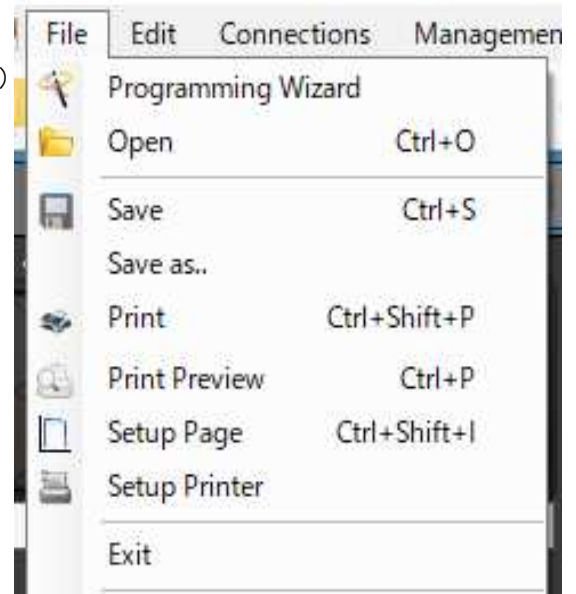 File Edit Connections
Programming Wizard
Open Ctrl+O
Save Ctrl+S
Save as..
Print Ctrl+Shift+P
Print Preview Ctrl+P
Setup Page Ctrl+Shift+I
Setup Printer
Exit